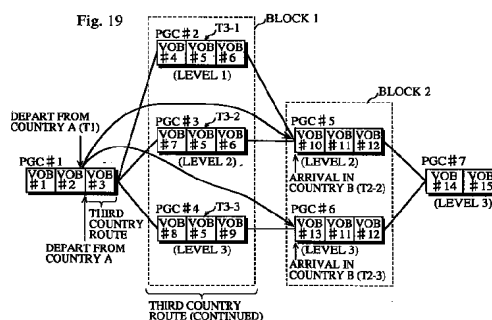 Fig. 19
BLOCK 1
PGC#2
T3-1
VOB #4 VOB #5 VOB #6
(LEVEL 1)
BLOCK 2
DEPART FROM
COUNTRY A (T1)
PGC#3
T3-2
VOB #7 VOB #5 VOB #6
(LEVEL 2)
PGC#5
VOB #10 VOB #11 VOB #12
(LEVEL 2)
ARRIVAL IN
COUNTRY B (T2-2)
PGC#1
VOB #1 VOB #2 VOB #3
THIRD
COUNTRY
ROUTE
DEPART FROM
COUNTRY A
PGC#7
VOB #14 VOB #15
(LEVEL 3)
PGC#4
T3-3
VOB #8 VOB #5 VOB #9
(LEVEL 3)
PGC#6
VOB #13 VOB #11 VOB #12
(LEVEL 3)
ARRIVAL IN
COUNTRY B (T2-3)
THIRD COUNTRY
ROUTE (CONTINUED)